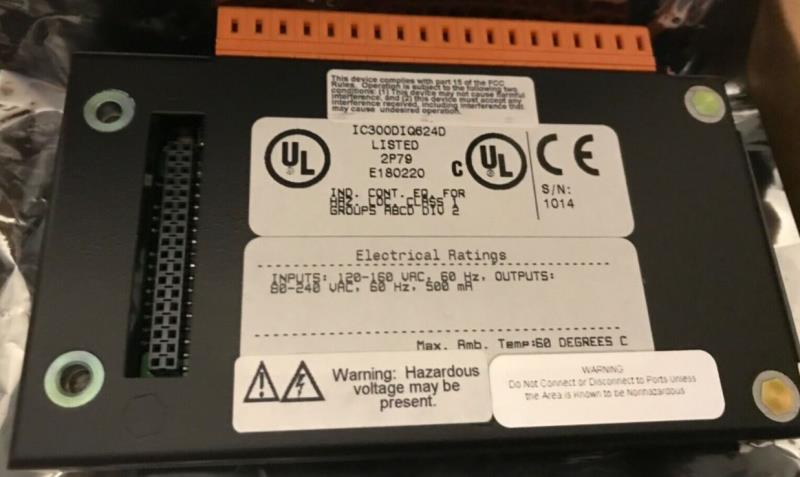 This device complies with part 15 of the FCC
Rules. Operation is subject to the following two
conditions: (1) This device may not cause harmful
interference, and (2) this device must accept any
interference received, including interference that
may cause undesired operation.
IC300DIQ624D
LISTED
2P79
E180220
UL
C UL
CE
IND. CONT. EQ. FOR
HAZ. LOC. CLASS I
GROUPS ABCD DIV 2
S/N:
1014
Electrical Ratings
INPUTS: 120-160 VAC, 60 Hz, OUTPUTS:
80-240 VAC, 60 Hz, 500 mA
Max. Amb. Temp:60 DEGREES C
Warning: Hazardous
voltage may be
present.
WARNING:
Do Not Connect or Disconnect to Ports Unless
the Area is Known to be Nonhazardous